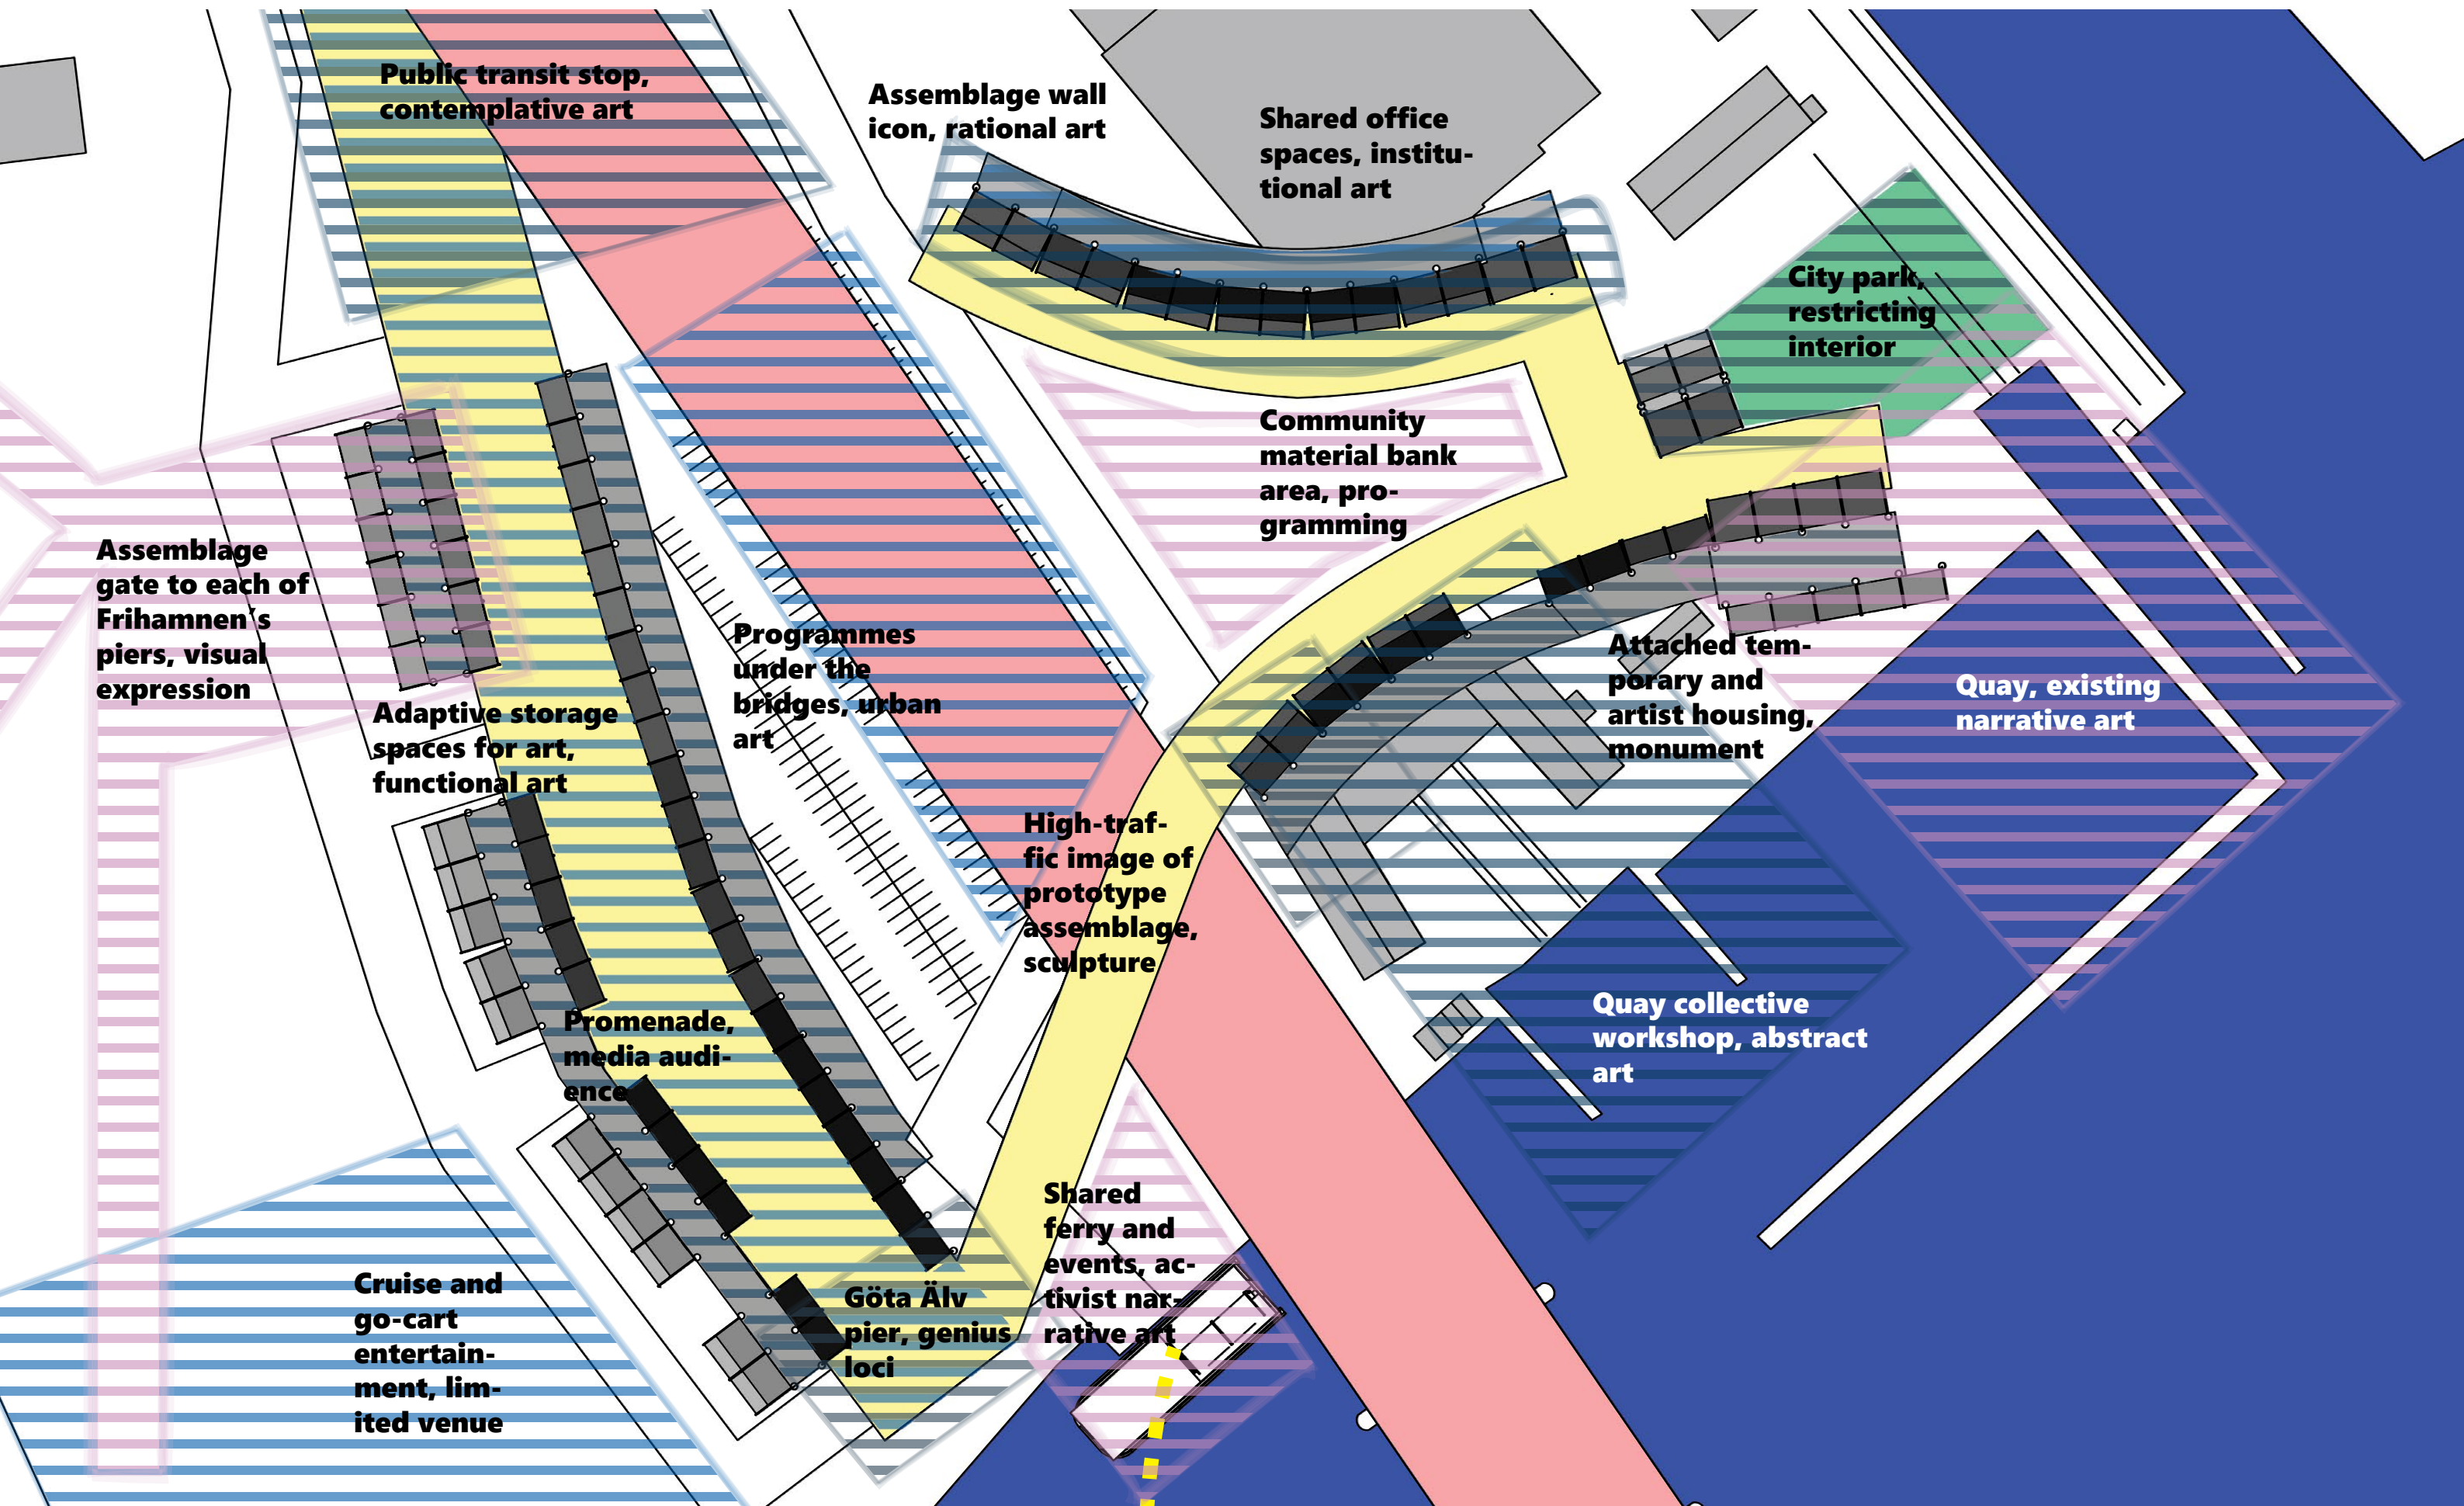 Public transit stop,
contemplative art
Assemblage wall
icon, rational art
Shared office
spaces, institu-
tional art
City park,
restricting
interior
Community
material bank
area, pro-
gramming
Assemblage
gate to each of
Frihamnen´s
piers, visual
expression
Programmes
under the
bridges, urban
art
Attached tem-
porary and
artist housing,
monument
Quay, existing
narrative art
Adaptive storage
spaces for art,
functional art
High-traf-
fic image of
prototype
assemblage,
sculpture
Quay collective
workshop, abstract
art
Promenade,
media audi-
ence
Shared
ferry and
events, ac-
tivist nar-
rative art
Cruise and
go-cart
entertain-
ment, lim-
ited venue
Göta Älv
pier, genius
loci